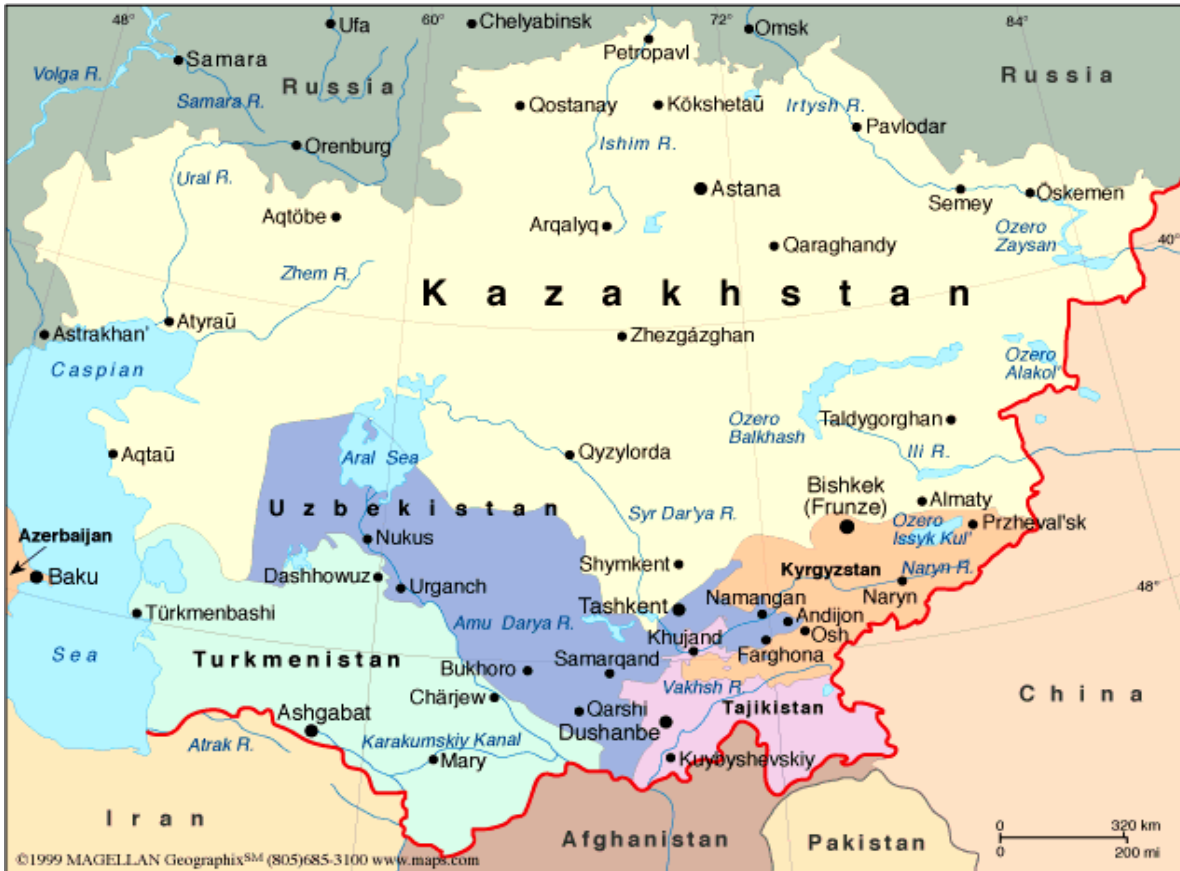 48°
60°
72°
84°
Ufa
Chelyabinsk
Omsk
Petropavl
Samara
Volga R.
Russia
Russia
Samara R.
Qostanay
Kökshetaū
Irtysh R.
Pavlodar
Orenburg
Ishim R.
Ural R.
Astana
Semey
Öskemen
Aqtöbe
Arqalyq
Ozero
Zaysan
40°
Qaraghandy
Zhem R.
Kazakhstan
Astrakhan'
Atyraū
Zhezgázghan
Caspian
Ozero
Alakol'
Ozero
Balkhash
Taldygorghan
Aqtaū
Aral Sea
Qyzylorda
Ili R.
Bishkek
(Frunze)
Almaty
Uzbekistan
Syr Dar'ya R.
Ozero
Issyk Kul'
Przheval'sk
Azerbaijan
Nukus
Baku
Dashhowuz
Urganch
Shymkent
Kyrgyzstan
Naryn R.
Naryn
48°
Türkmenbashi
Tashkent
Namangan
Andijon
Amu Darya R.
Khujand
Osh
Sea
Turkmenistan
Bukhoro
Samarqand
Farghona
Vakhsh R.
Chärjew
Qarshi
Tajikistan
China
Ashgabat
Dushanbe
Atrak R.
Karakumskiy Kanal
Mary
Kuybyshevskiy
Iran
Afghanistan
Pakistan
0 320 km
0 200 mi
©1999 MAGELLAN Geographix℠ (805)685-3100 www.maps.com